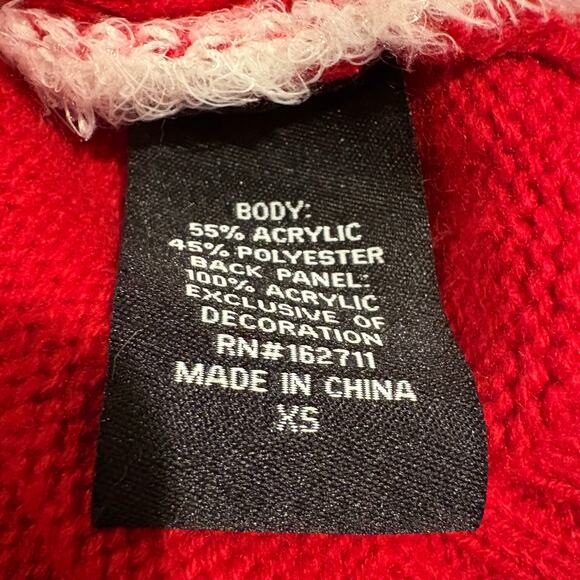 BODY:
55% ACRYLIC
45% POLYESTER
BACK PANEL:
100% ACRYLIC
EXCLUSIVE OF
DECORATION
RN#162711
MADE IN CHINA
XS